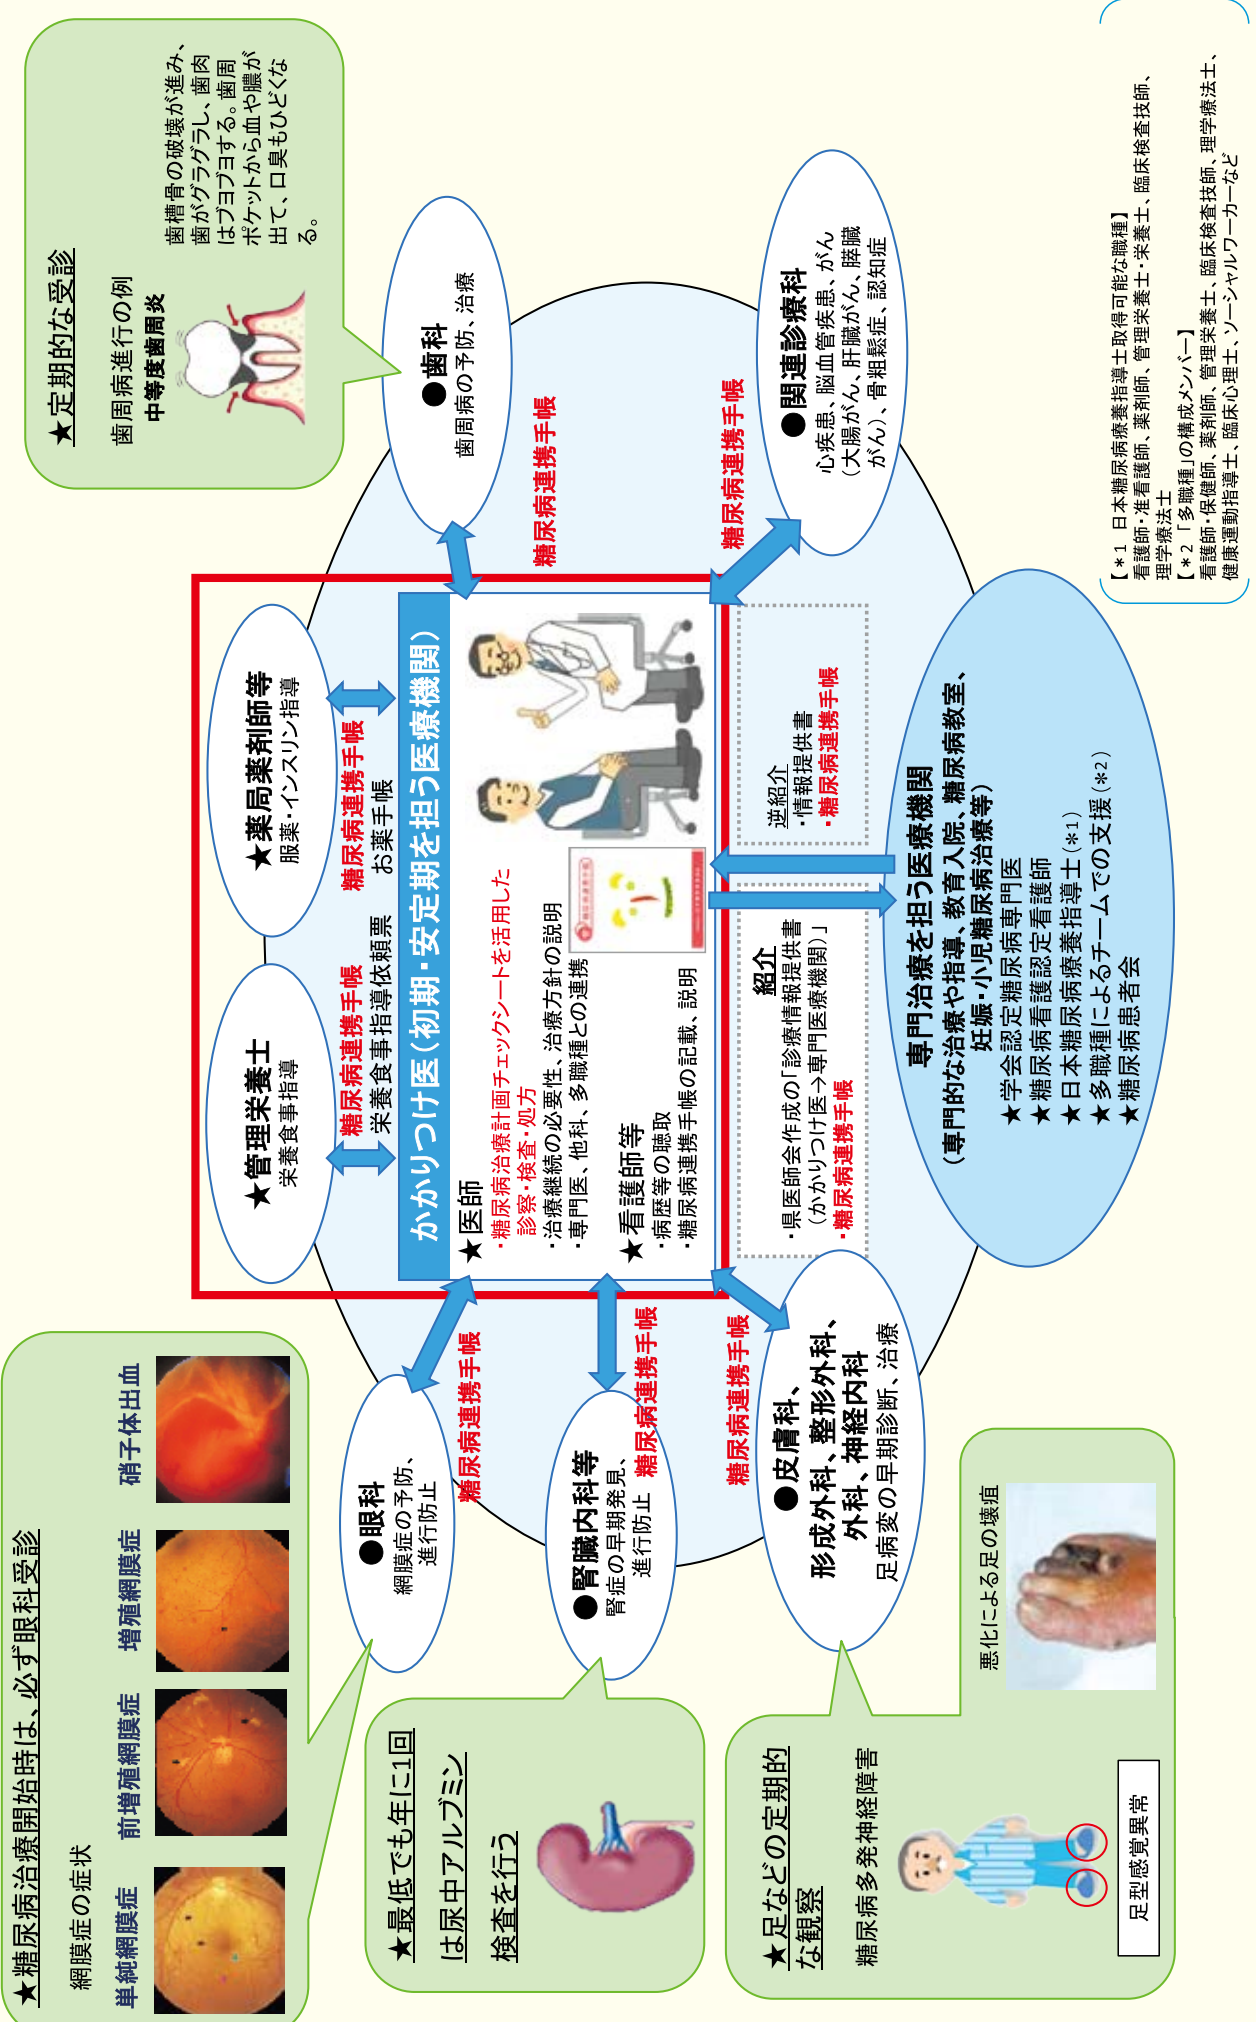 ★糖尿病治療開始時は、必ず眼科受診
網膜症の症状
単純網膜症
前増殖網膜症
増殖網膜症
硝子体出血
★定期的な受診
歯周病進行の例
中等度歯周炎
歯槽骨の破壊が進み、
歯がグラグラし、歯肉
はブヨブヨする。歯周
ポケットから血や膿が
出て、口臭もひどくな
る。
★管理栄養士
栄養食事指導
★薬局薬剤師等
服薬・インスリン指導
糖尿病連携手帳
栄養食事指導依頼票
糖尿病連携手帳
お薬手帳
●眼科
網膜症の予防、
進行防止
糖尿病連携手帳
●歯科
歯周病の予防、治療
糖尿病連携手帳
かかりつけ医（初期・安定期を担う医療機関）
★医師
・糖尿病治療計画チェックシートを活用した
診察・検査・処方
・治療継続の必要性、治療方針の説明
・専門医、他科、多職種との連携
★看護師等
・病歴等の聴取
・糖尿病連携手帳の記載、説明
★最低でも年に1回
は尿中アルブミン
検査を行う
●腎臓内科等
腎症の早期発見、
進行防止
糖尿病連携手帳
糖尿病連携手帳
●皮膚科、
形成外科、整形外科、
外科、神経内科
足病変の早期診断、治療
紹介
・県医師会作成の「診療情報提供書
（かかりつけ医→専門医療機関）」
・糖尿病連携手帳
逆紹介
・情報提供書
・糖尿病連携手帳
糖尿病連携手帳
●関連診療科
心疾患、脳血管疾患、がん
（大腸がん、肝臓がん、膵臓
がん）、骨粗鬆症、認知症
★足などの定期的
な観察
糖尿病多発神経障害
足型感覚異常
悪化による足の壊疽
専門治療を担う医療機関
（専門的な治療や指導、教育入院、糖尿病教室、
妊娠・小児糖尿病治療等）
★学会認定糖尿病専門医
★糖尿病看護認定看護師
★日本糖尿病療養指導士(＊1)
★多職種によるチームでの支援(＊2)
★糖尿病患者会
【＊1 日本糖尿病療養指導士取得可能な職種】
看護師・准看護師、薬剤師、管理栄養士・栄養士、臨床検査技師、
理学療法士
【＊2 「多職種」の構成メンバー】
看護師・保健師、薬剤師、管理栄養士、臨床検査技師、理学療法士、
健康運動指導士、臨床心理士、ソーシャルワーカーなど